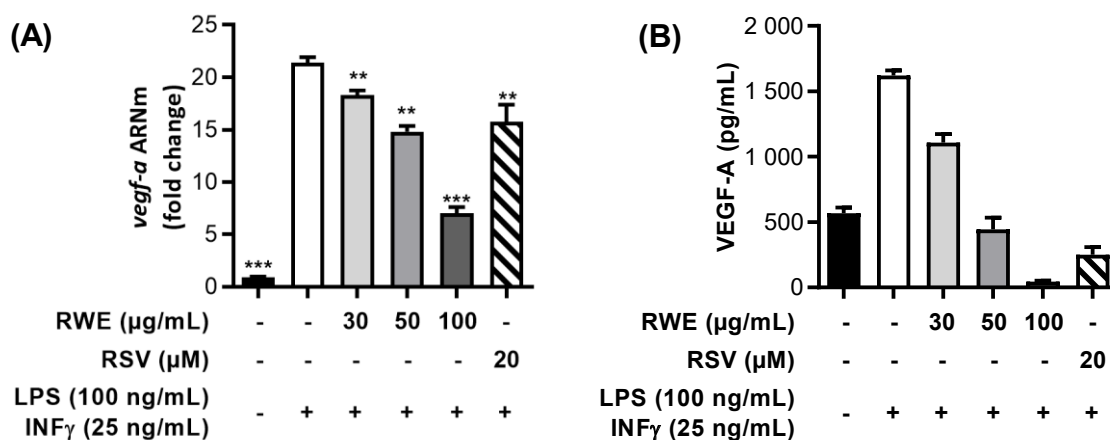 (A)
vegf-a ARNm
(fold change)
25
20
15
10
5
0
***
**
**
***
**
RWE (µg/mL) - - 30 50 100 -
RSV (µM) - - - - - 20
LPS (100 ng/mL)
INFγ (25 ng/mL) - + + + + +
(B)
VEGF-A (pg/mL)
2 000
1 500
1 000
500
0
RWE (µg/mL) - - 30 50 100 -
RSV (µM) - - - - - 20
LPS (100 ng/mL)
INFγ (25 ng/mL) - + + + + +